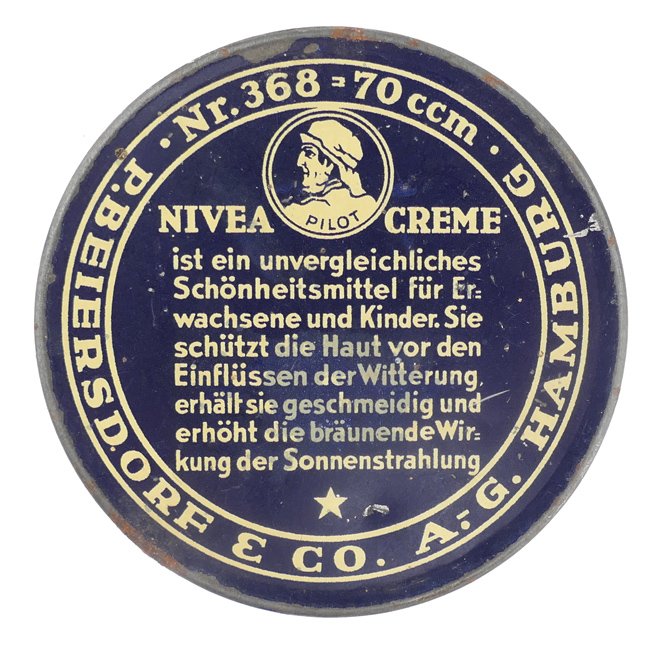 Nr. 368 = 70 ccm
P. BEIERSDORF & CO. A.-G. HAMBURG
PILOT
NIVEA CREME
ist ein unvergleichliches
Schönheitsmittel für Er=
wachsene und Kinder. Sie
schützt die Haut vor den
Einflüssen der Witterung,
erhält sie geschmeidig und
erhöht die bräunende Wir=
kung der Sonnenstrahlung